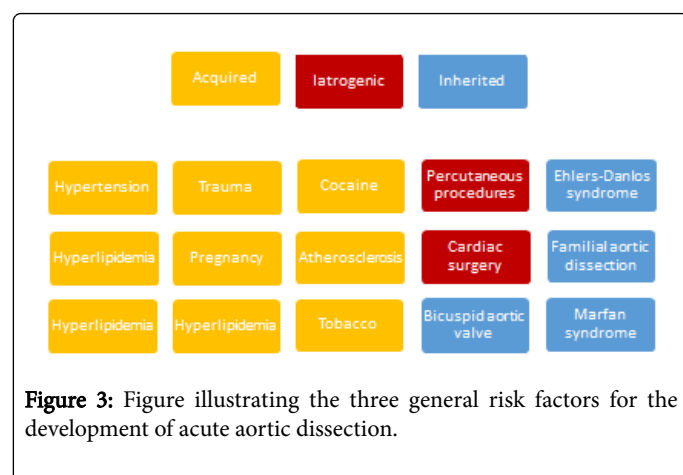 Acquired
Iatrogenic
Inherited
Hypertension
Trauma
Cocaine
Percutaneous
procedures
Ehlers-Danlos
syndrome
Hyperlipidemia
Pregnancy
Atherosclerosis
Cardiac
surgery
Familial aortic
dissection
Hyperlipidemia
Hyperlipidemia
Tobacco
Bicuspid aortic
valve
Marfan
syndrome
Figure 3: Figure illustrating the three general risk factors for the
development of acute aortic dissection.